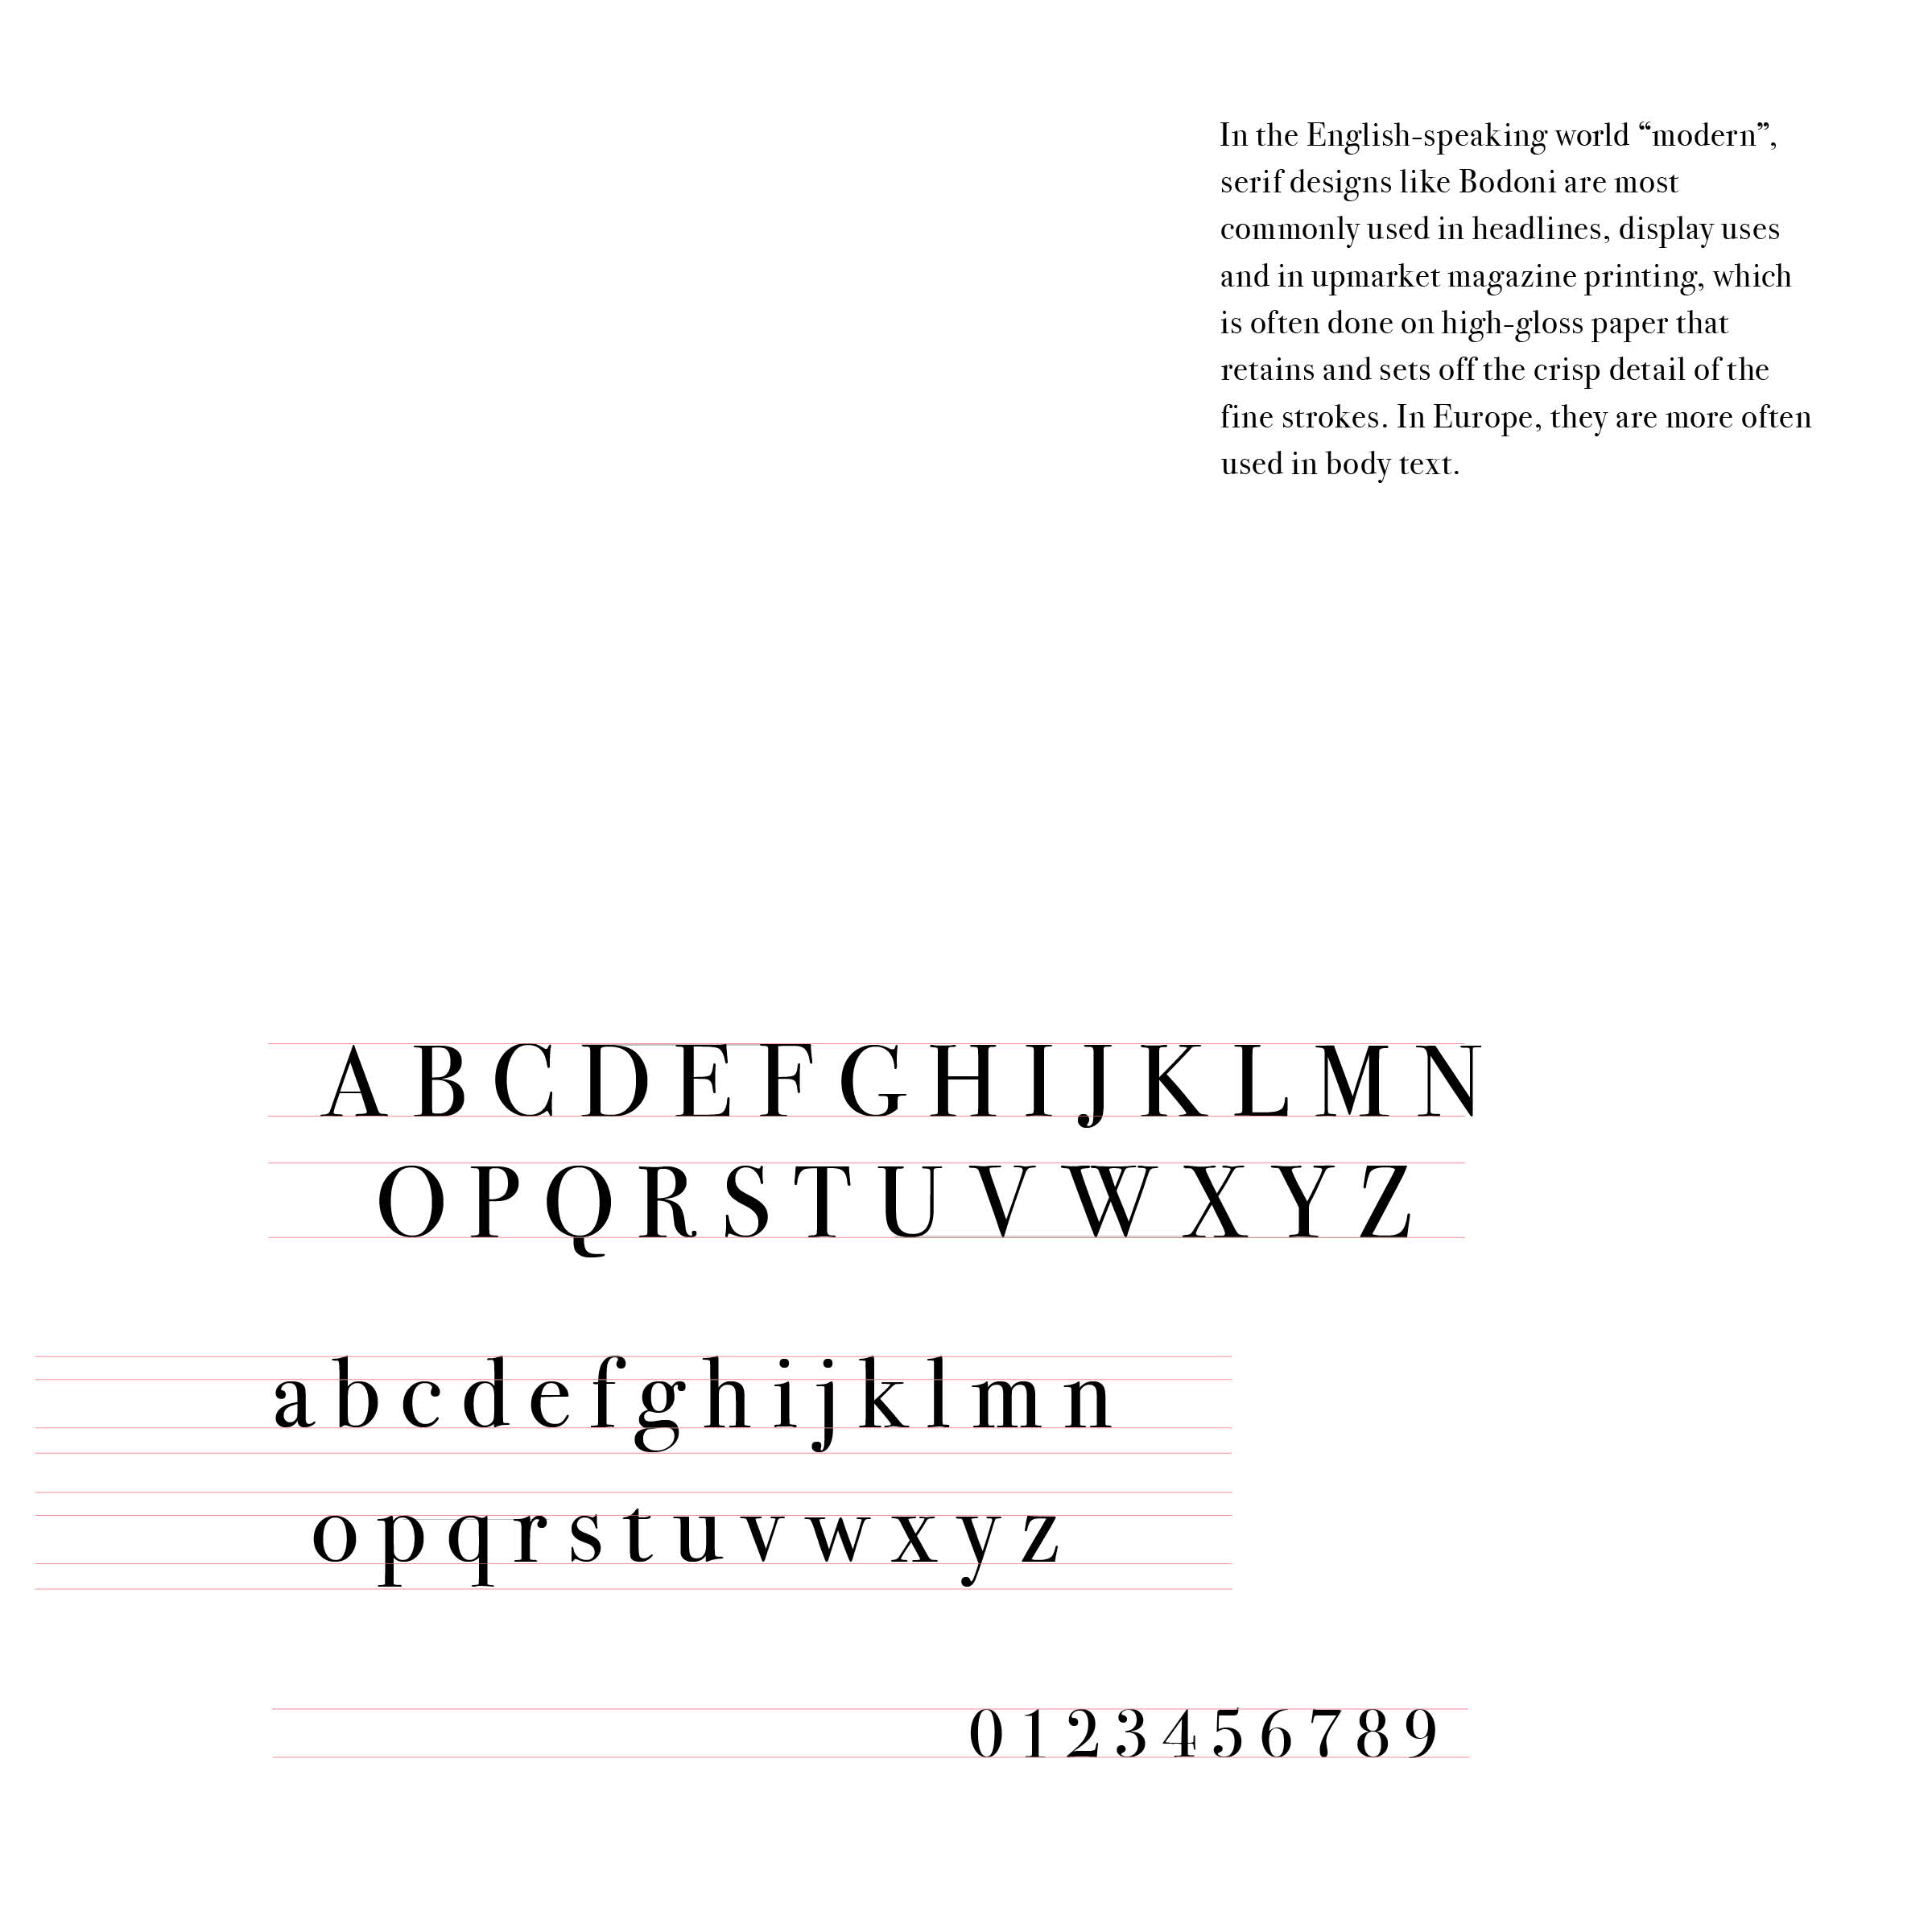 In the English-speaking world “modern”,
serif designs like Bodoni are most
commonly used in headlines, display uses
and in upmarket magazine printing, which
is often done on high-gloss paper that
retains and sets off the crisp detail of the
fine strokes. In Europe, they are more often
used in body text.
A B C D E F G H I J K L M N
O P Q R S T U V W X Y Z
a b c d e f g h i j k l m n
o p q r s t u v w x y z
0 1 2 3 4 5 6 7 8 9